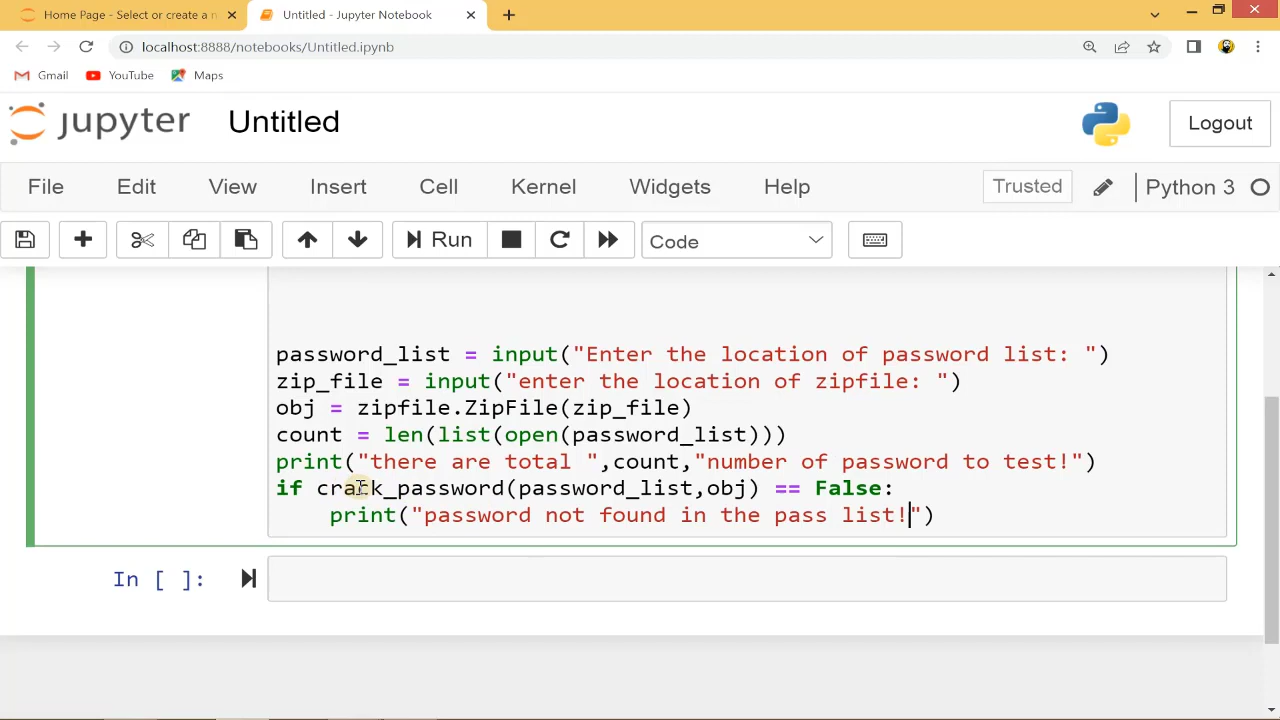 Home Page - Select or create a n
Untitled - Jupyter Notebook
localhost:8888/notebooks/Untitled.ipynb
Gmail YouTube Maps
jupyter Untitled
Logout
File Edit View Insert Cell Kernel Widgets Help
Trusted Python 3
Run Code
password_list = input("Enter the location of password list: ")
zip_file = input("enter the location of zipfile: ")
obj = zipfile.ZipFile(zip_file)
count = len(list(open(password_list)))
print("there are total ",count,"number of password to test!")
if crack_password(password_list,obj) == False:
print("password not found in the pass list!")
In [ ]: